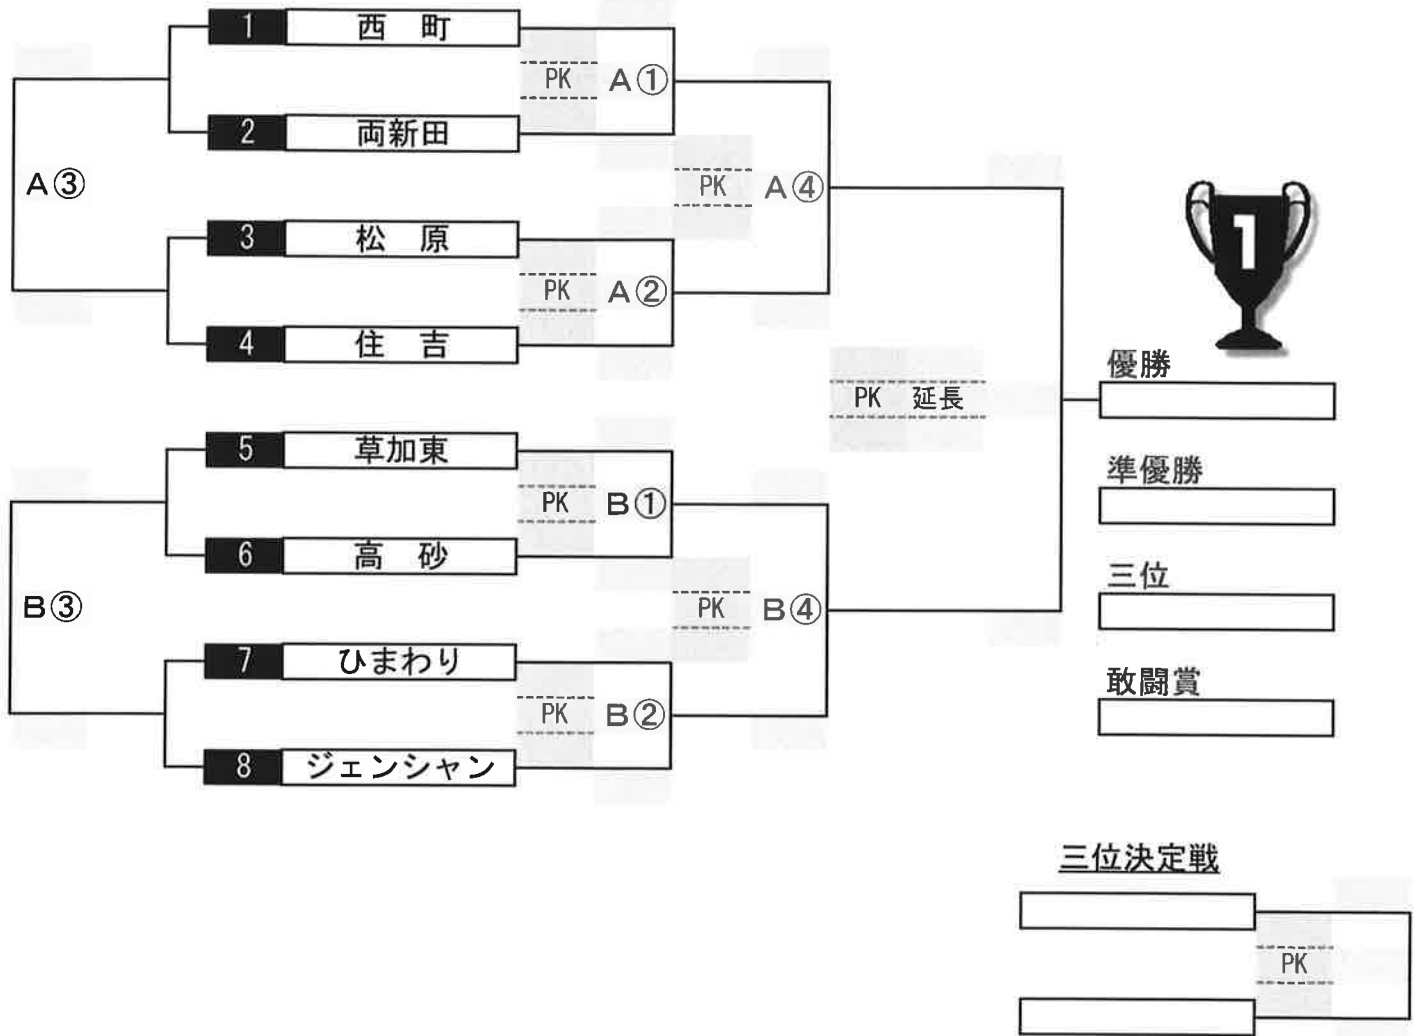 1 西 町
PK A①
2 両新田
A③
PK A④
3 松 原
PK A②
4 住 吉
1
優勝
PK 延長
5 草加東
準優勝
PK B①
6 高 砂
三位
B③
PK B④
7 ひまわり
敢闘賞
PK B②
8 ジェンシャン
三位決定戦
PK